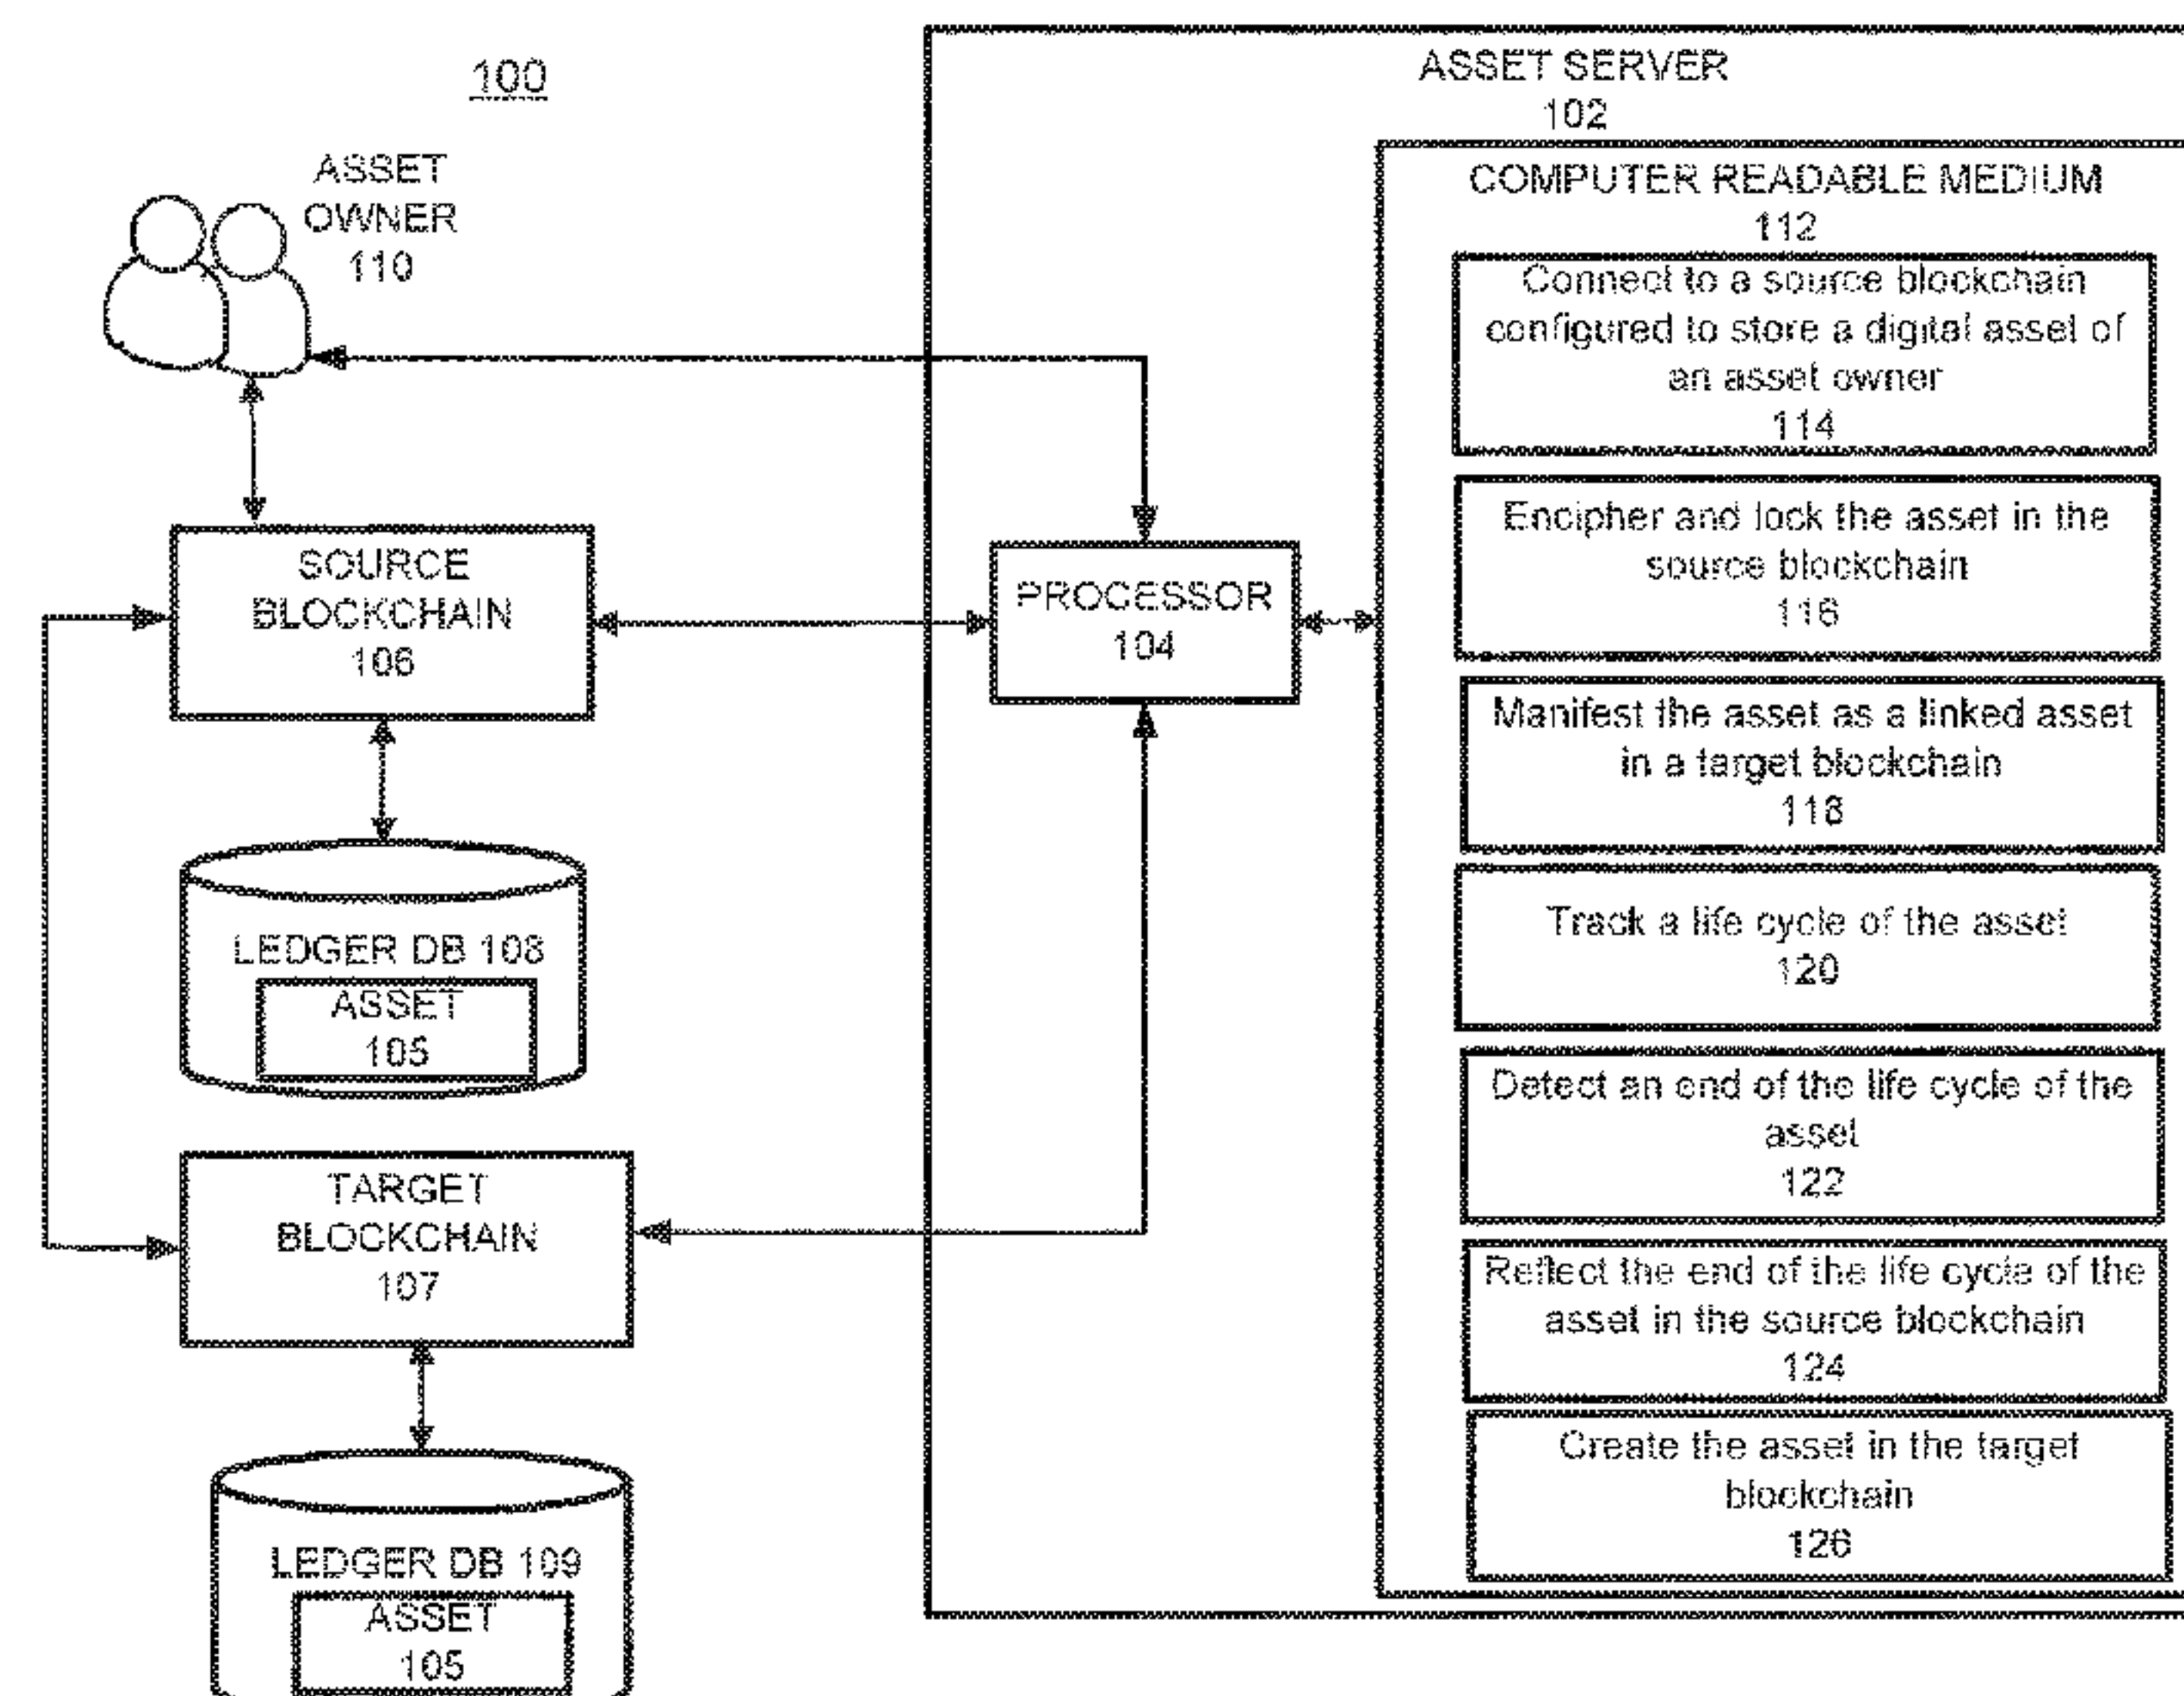 100
ASSET
OWNER
110
SOURCE
BLOCKCHAIN
106
LEDGER DB 108
ASSET
105
TARGET
BLOCKCHAIN
107
LEDGER DB 109
ASSET
105
ASSET SERVER
102
PROCESSOR
104
COMPUTER READABLE MEDIUM
112
Connect to a source blockchain
configured to store a digital asset of
an asset owner
114
Encipher and lock the asset in the
source blockchain
116
Manifest the asset as a linked asset
in a target blockchain
118
Track a life cycle of the asset
120
Detect an end of the life cycle of the
asset
122
Reflect the end of the life cycle of the
asset in the source blockchain
124
Create the asset in the target
blockchain
126